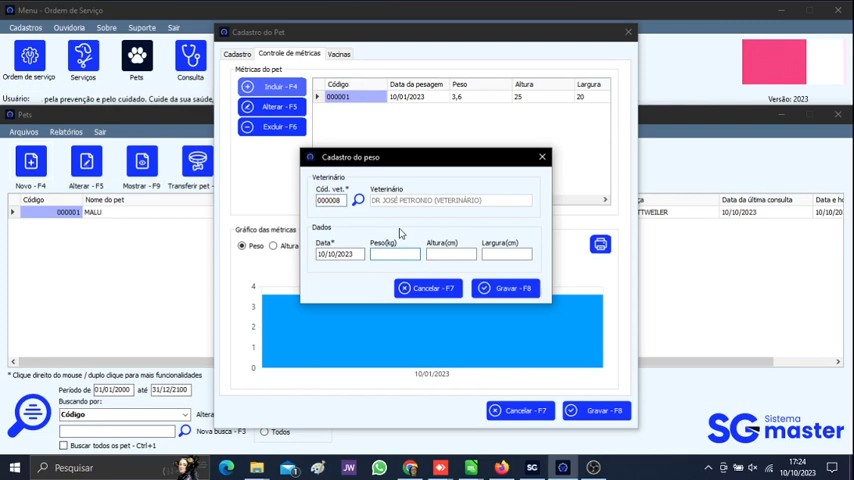 Menu - Ordem de Serviço
Cadastros Ouvidoria Sobre Suporte Sair
Ordem de serviço Serviços Pets Consulta
Usuário: pela prevenção e pelo cuidado. Cuide da sua saúde,
Versão: 2023
Pets
Arquivos Relatórios Sair
Novo - F4 Alterar - F5 Mostrar - F9 Transferir pet -
Código Nome do pet
000001 MALU
Data da última consulta Data e h
TTWEILER 10/10/2023 10/10/2023
* Clique direito do mouse / duplo clique para mais funcionalidades
Período de 01/01/2000 até 31/12/2100
Buscando por:
Código
Altera
Nova busca - F3
Todos
Buscar todos os pet - Ctrl+1
Cadastro do Pet
Cadastro Controle de métricas Vacinas
Métricas do pet
Incluir - F4
Alterar - F5
Excluir - F6
Código Data da pesagem Peso Altura Largura
000001 10/01/2023 3,6 25 20
Gráfico das métricas
Peso Altura
4
3
2
1
0
10/01/2023
Cancelar - F7 Gravar - F8
Cadastro do peso
Veterinário
Cód. vet.* Veterinário
000008 DR JOSÉ PETRONIO (VETERINÁRIO)
Dados
Data* Peso(kg) Altura(cm) Largura(cm)
10/10/2023
Cancelar - F7 Gravar - F8
SG Sistema
master
Pesquisar
JW
SG
17:24
10/10/2023